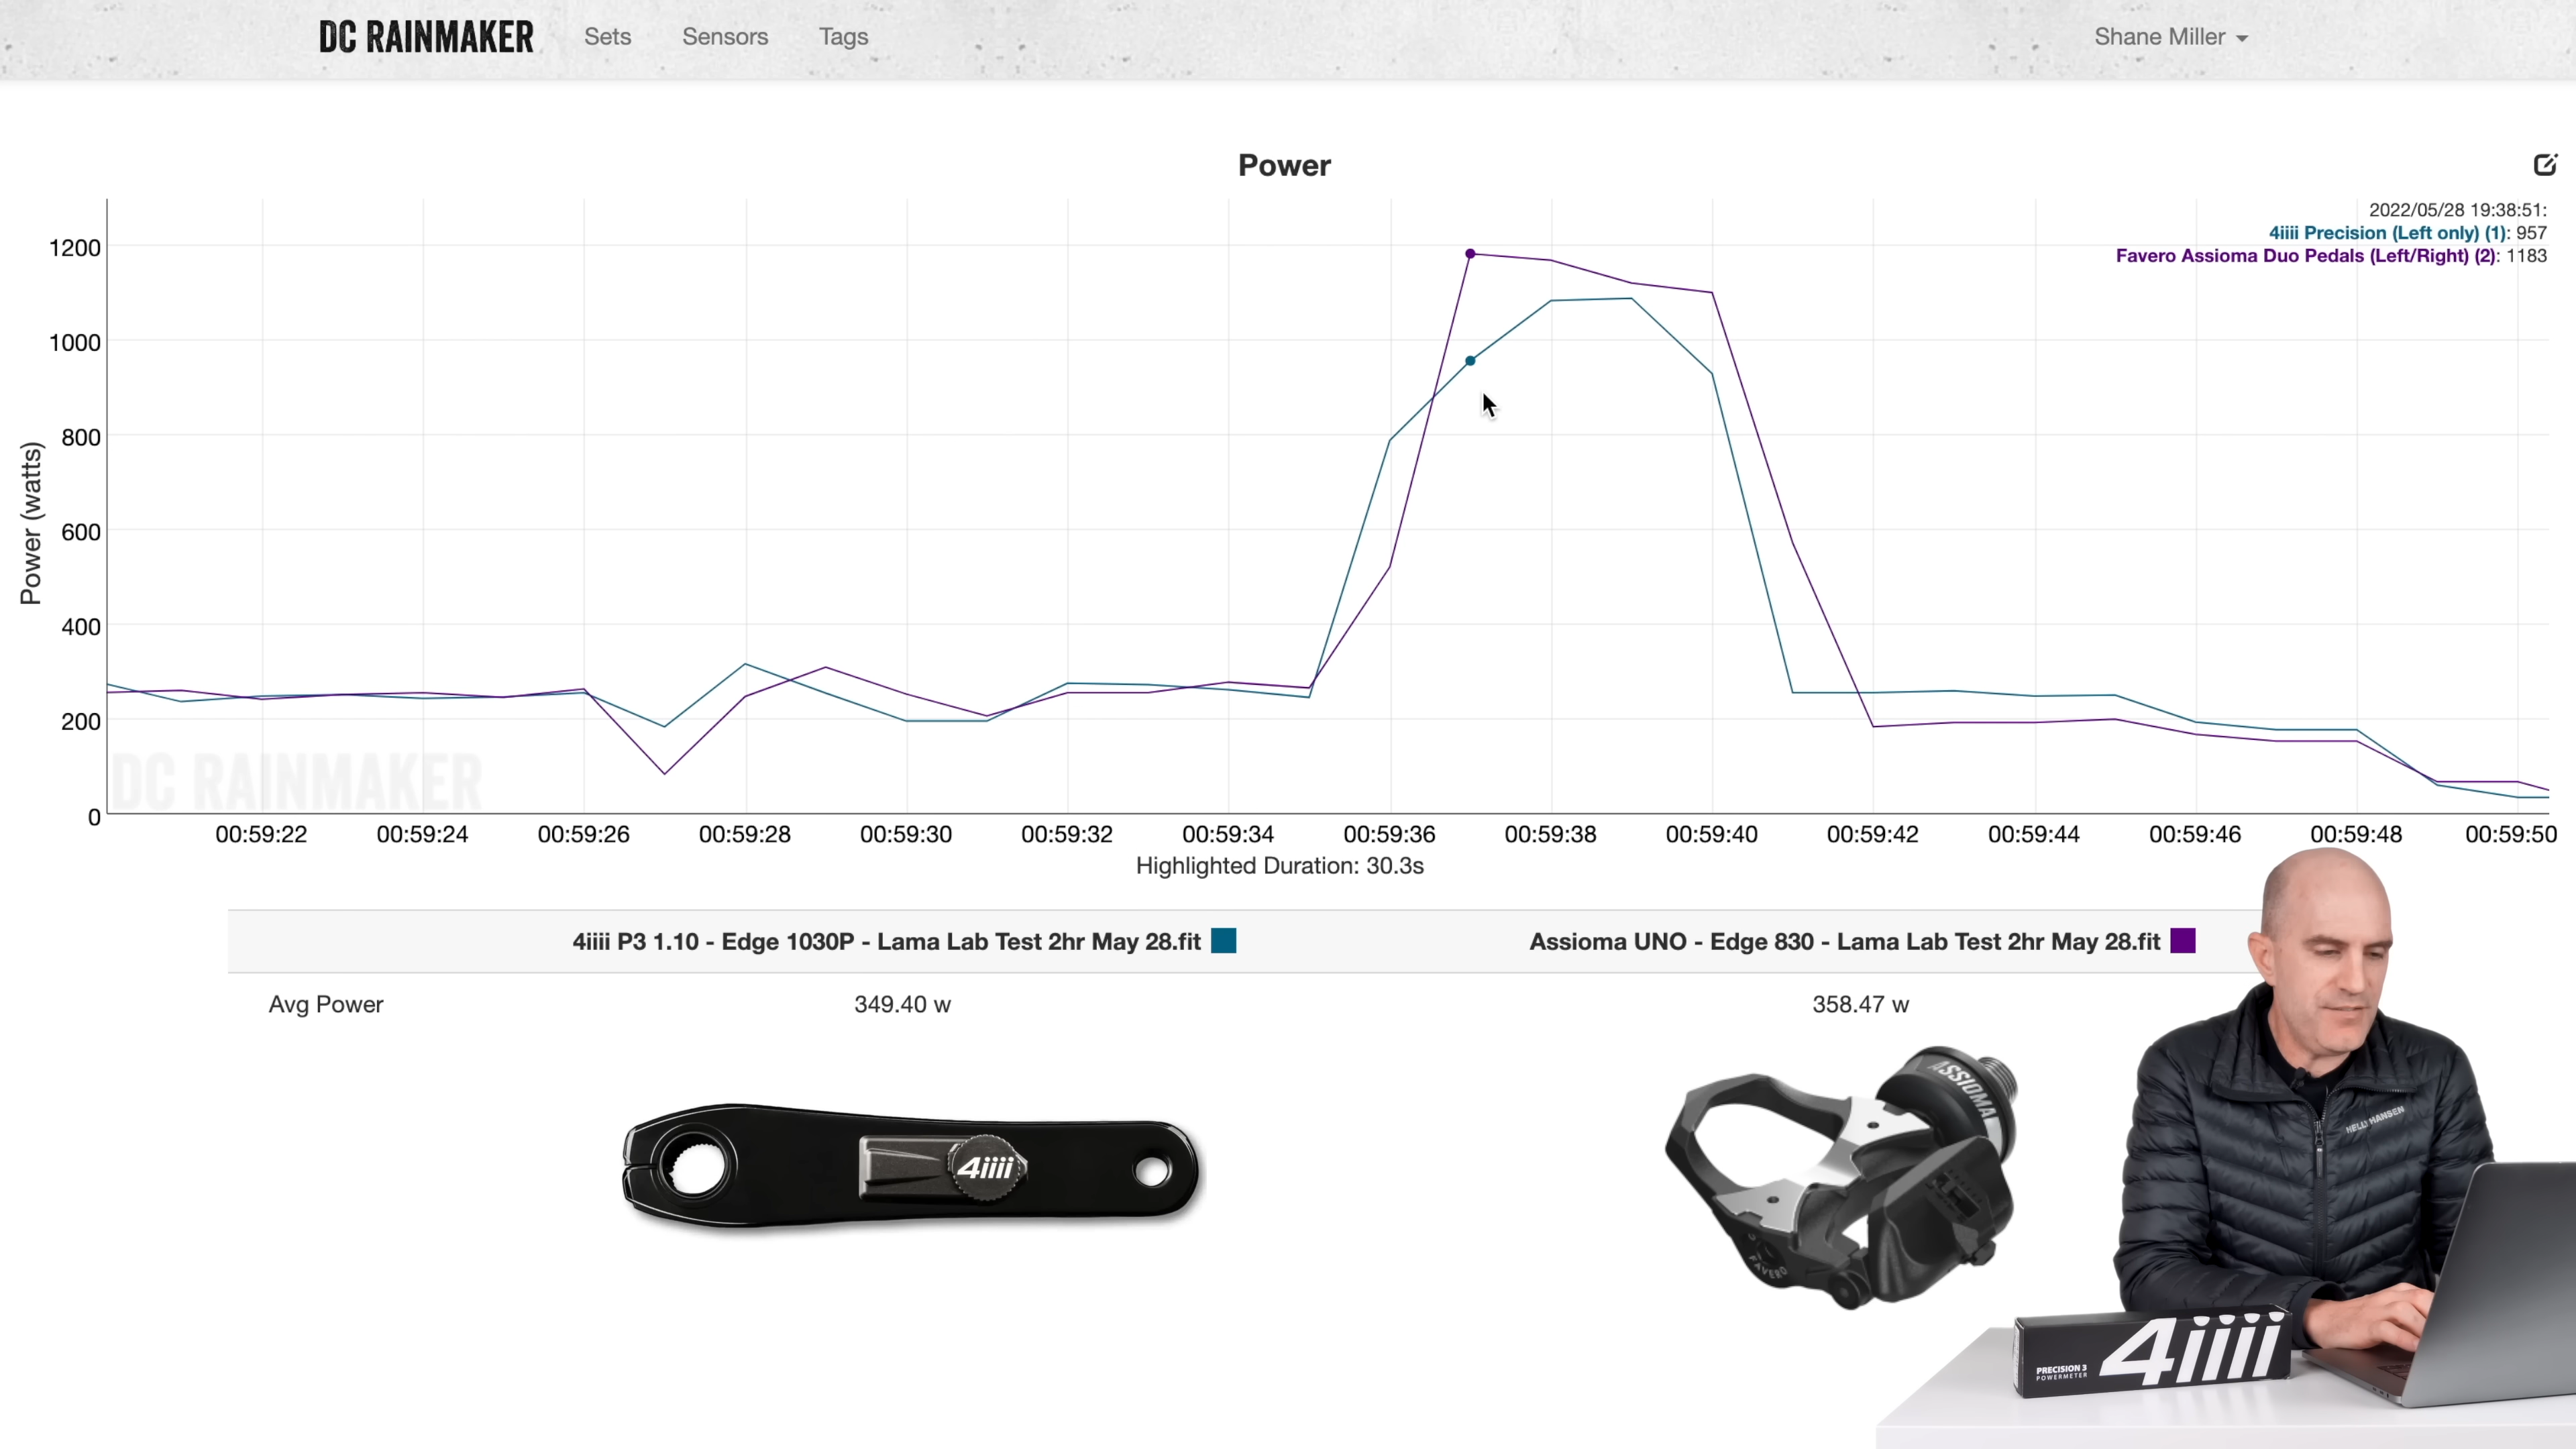 DC RAINMAKER Sets Sensors Tags Shane Miller
Power
2022/05/28 19:38:51:
4iiii Precision (Left only) (1): 957
Favero Assioma Duo Pedals (Left/Right) (2): 1183
1200
1000
800
600
400
200
0
Power (watts)
DC RAINMAKER
00:59:22 00:59:24 00:59:26 00:59:28 00:59:30 00:59:32 00:59:34 00:59:36 00:59:38 00:59:40 00:59:42 00:59:44 00:59:46 00:59:48 00:59:50
Highlighted Duration: 30.3s
4iiii P3 1.10 - Edge 1030P - Lama Lab Test 2hr May 28.fit Assioma UNO - Edge 830 - Lama Lab Test 2hr May 28.fit
Avg Power 349.40 w 358.47 w
4iiii
ASSIOMA
FAVERO
HELLY HANSEN
PRECISION 3
POWERMETER
4iiii